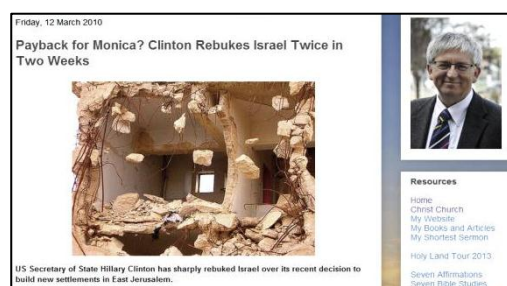 Friday, 12 March 2010
Payback for Monica? Clinton Rebukes Israel Twice in
Two Weeks
US Secretary of State Hillary Clinton has sharply rebuked Israel over its recent decision to
build new settlements in East Jerusalem.
Resources
Home
Christ Church
My Website
My Books and Articles
My Shortest Sermon
Holy Land Tour 2013
Seven Affirmations
Seven Bible Studies